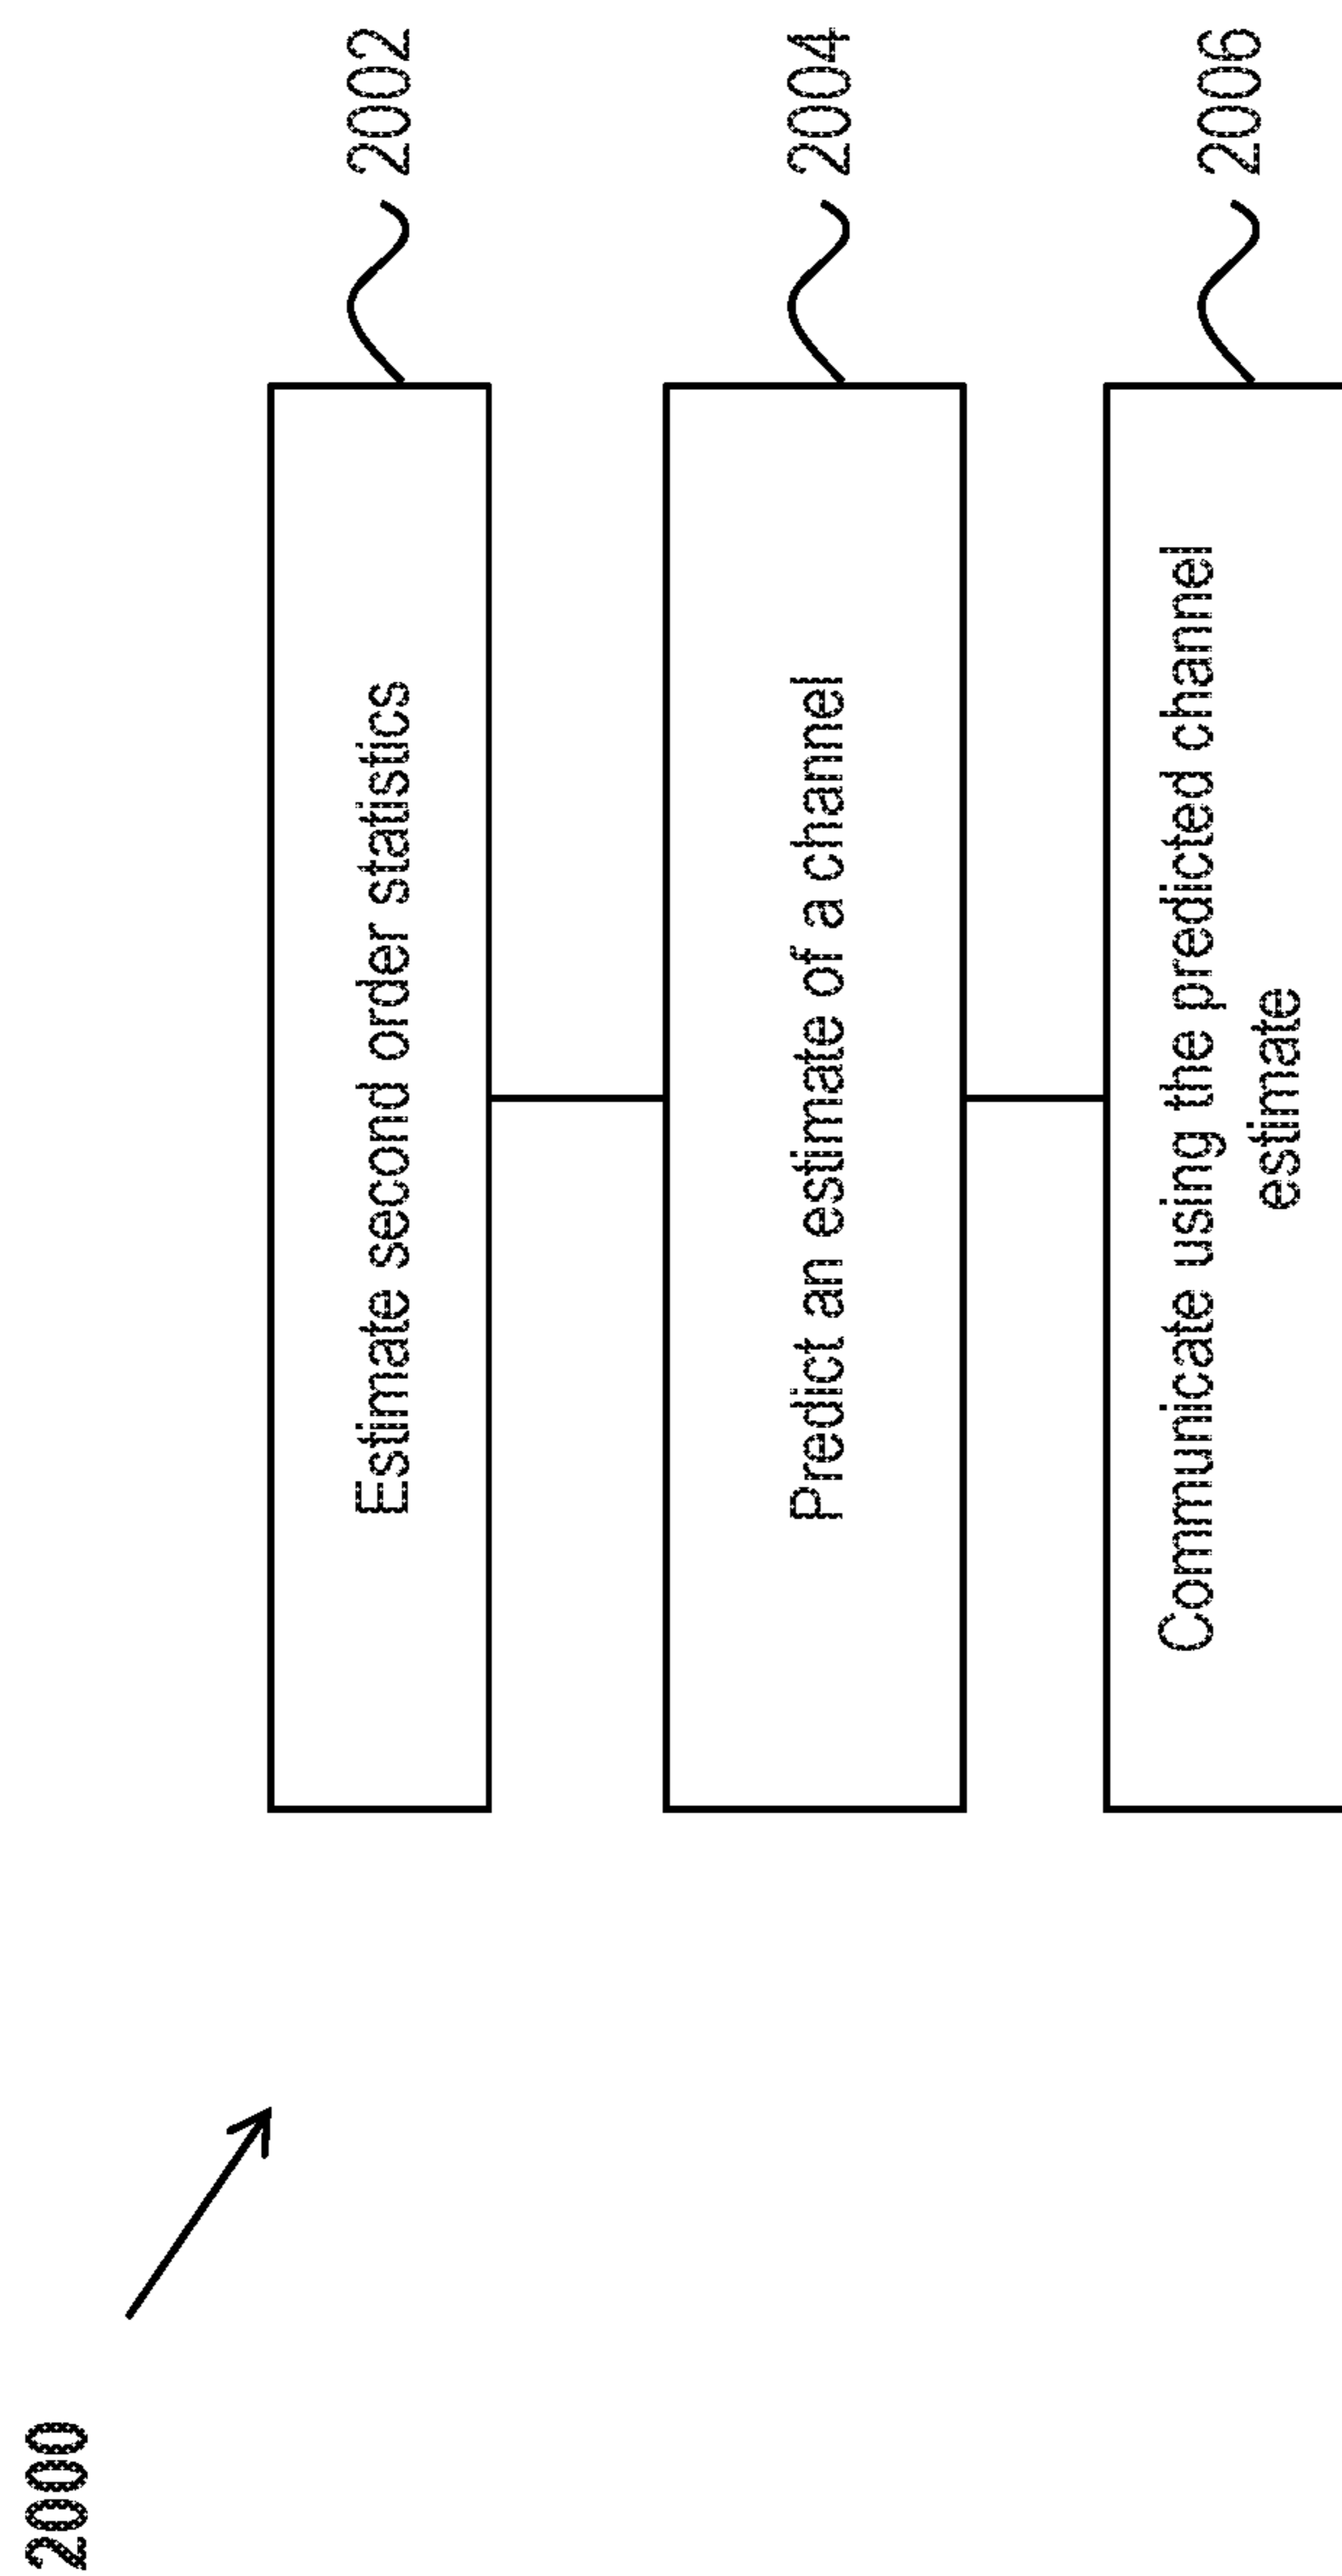 2000
Estimate second order statistics
2002
Predict an estimate of a channel
2004
Communicate using the predicted channel
estimate
2006